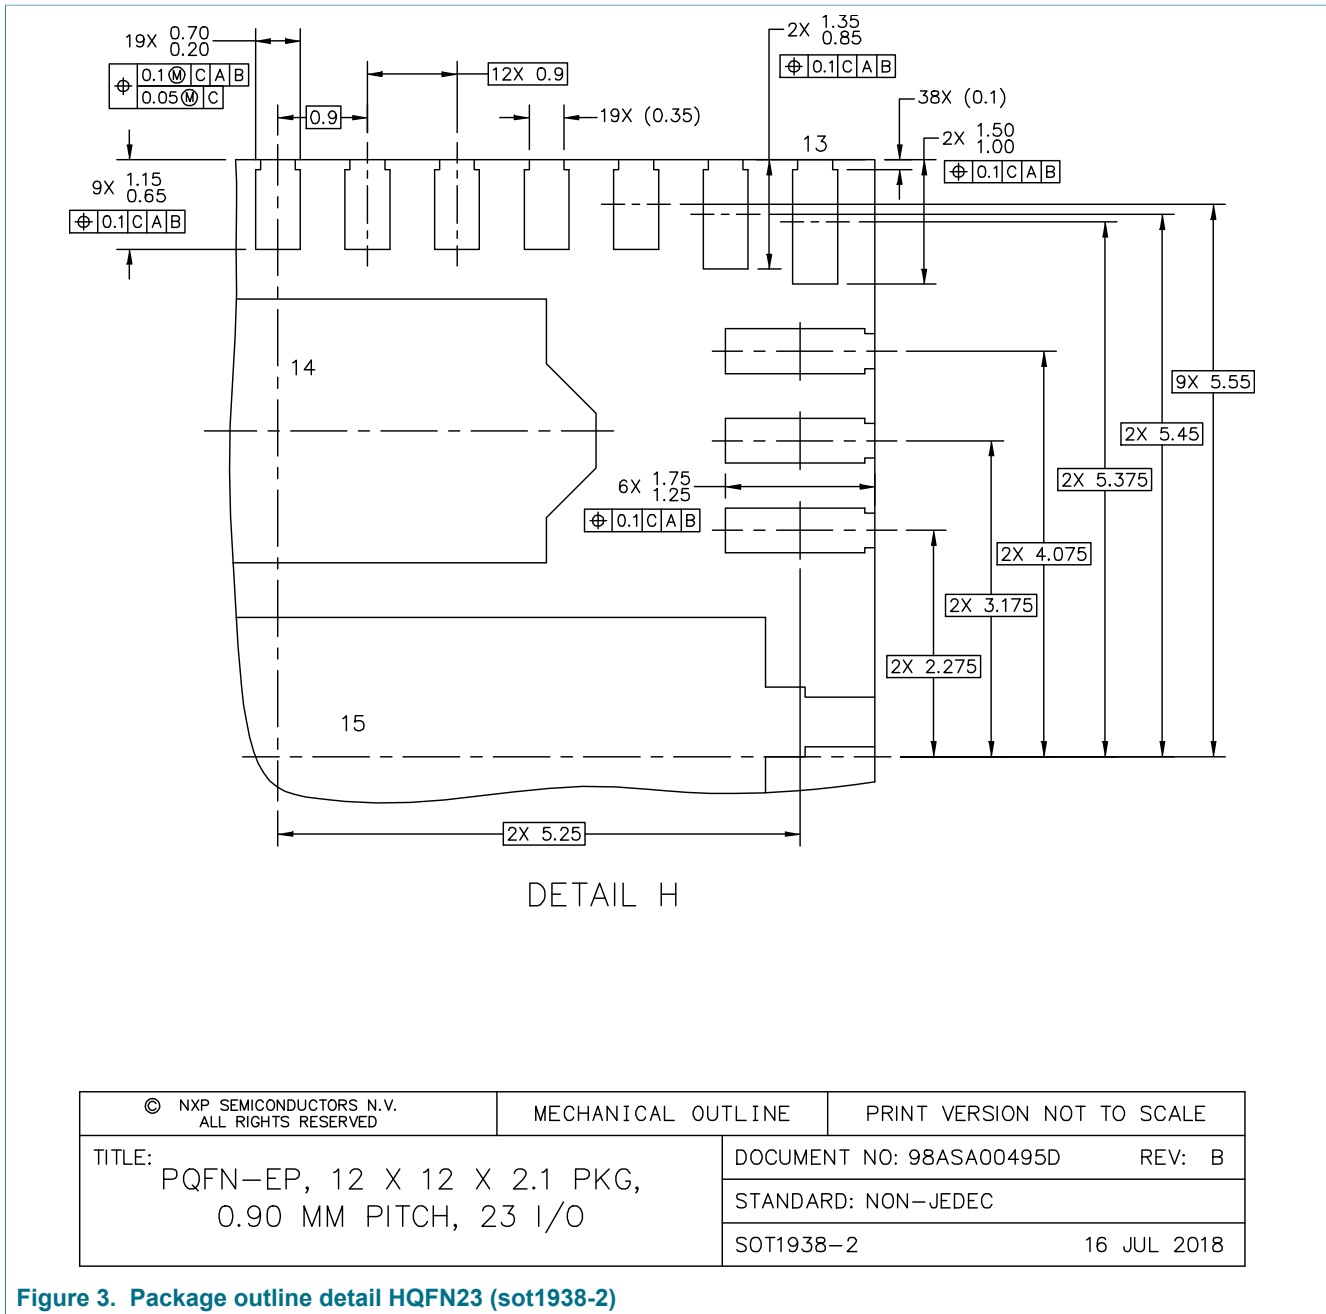 19X 0.70
0.20
⌖ 0.1Ⓜ C A B
0.05Ⓜ C
0.9
12X 0.9
19X (0.35)
2X 1.35
0.85
⌖ 0.1 C A B
38X (0.1)
13
2X 1.50
1.00
⌖ 0.1 C A B
9X 1.15
0.65
⌖ 0.1 C A B
14
9X 5.55
2X 5.45
2X 5.375
6X 1.75
1.25
⌖ 0.1 C A B
2X 4.075
2X 3.175
2X 2.275
15
2X 5.25
DETAIL H
© NXP SEMICONDUCTORS N.V.
ALL RIGHTS RESERVED
MECHANICAL OUTLINE
PRINT VERSION NOT TO SCALE
TITLE:
PQFN-EP, 12 X 12 X 2.1 PKG,
0.90 MM PITCH, 23 I/O
DOCUMENT NO: 98ASA00495D REV: B
STANDARD: NON-JEDEC
SOT1938-2 16 JUL 2018
Figure 3. Package outline detail HQFN23 (sot1938-2)